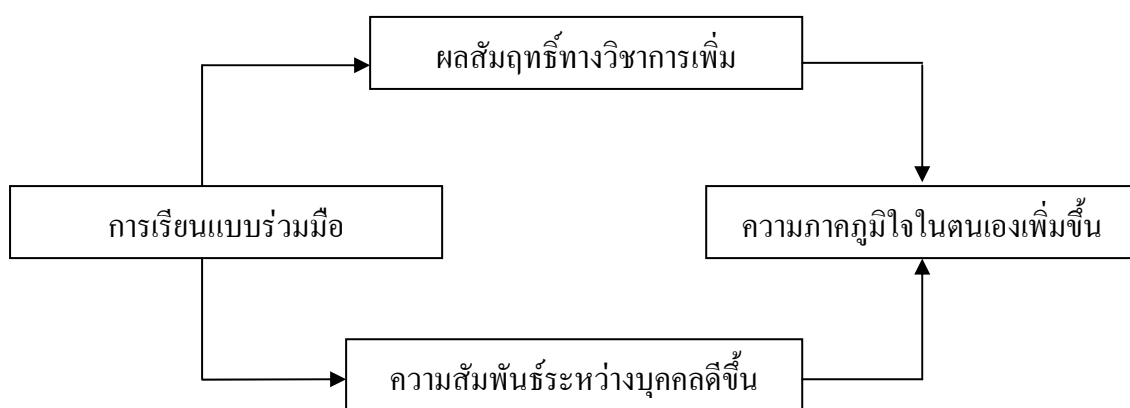 ผลสัมฤทธิ์ทางวิชาการเพิ่ม
การเรียนแบบร่วมมือ
ความภาคภูมิใจในตนเองเพิ่มขึ้น
ความสัมพันธ์ระหว่างบุคคลดีขึ้น